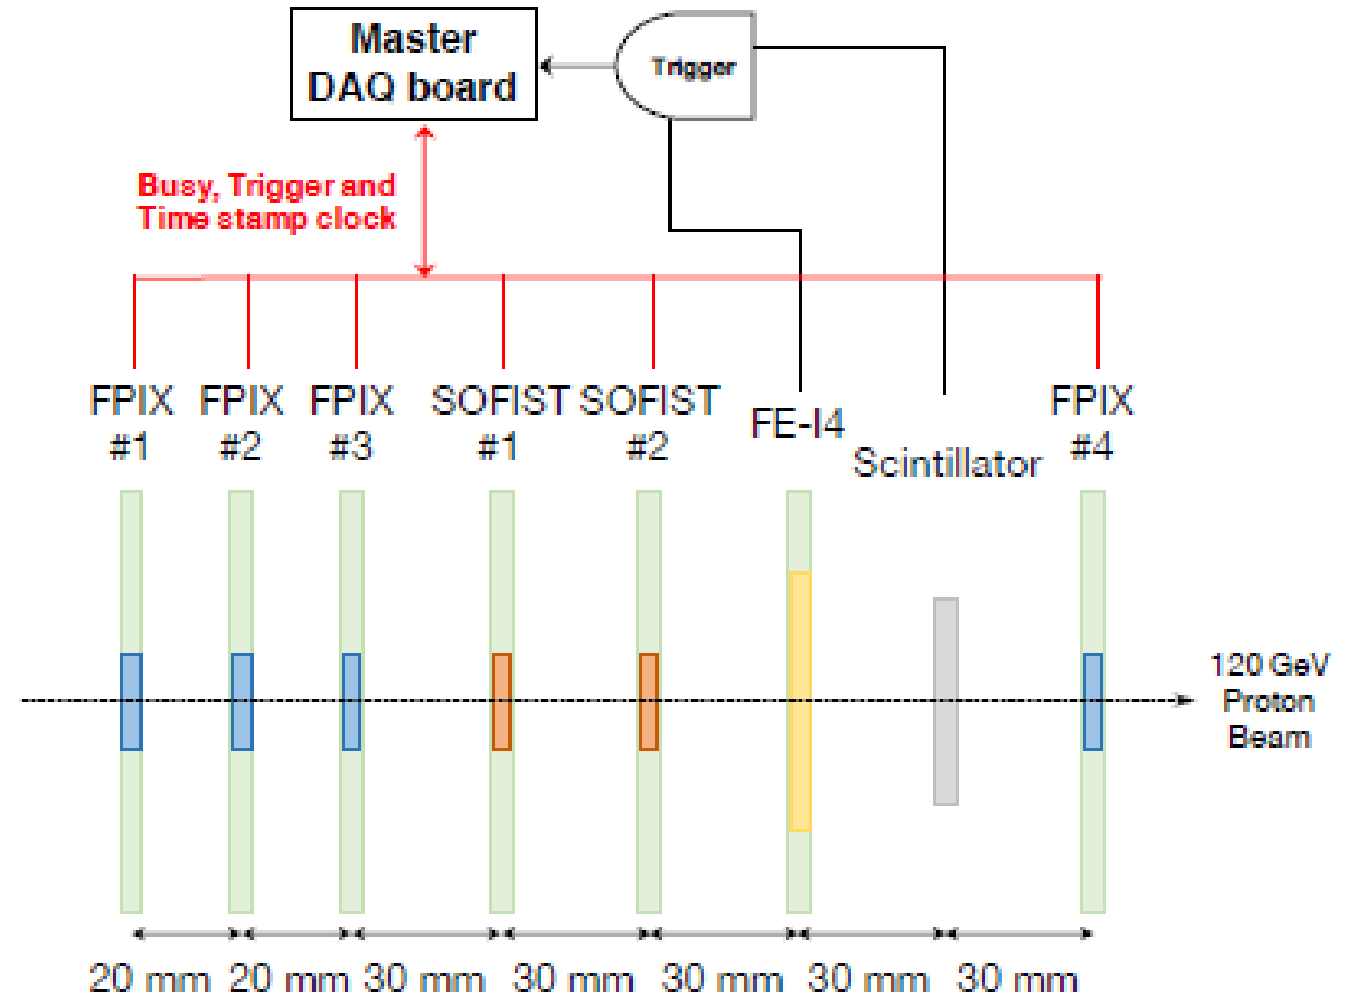 Master
DAQ board
Trigger
Busy, Trigger and
Time stamp clock
FPIX
#1
FPIX
#2
FPIX
#3
SOFIST
#1
SOFIST
#2
FE-I4
Scintillator
FPIX
#4
120 GeV
Proton
Beam
20 mm 20 mm 30 mm 30 mm 30 mm 30 mm 30 mm